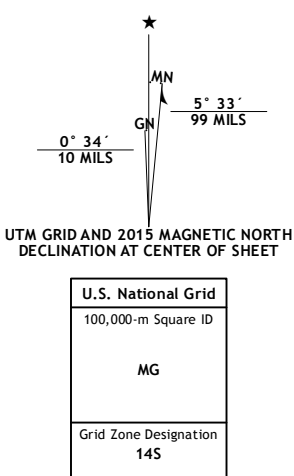 ★
MN
5° 33´
99 MILS
GN
0° 34´
10 MILS
UTM GRID AND 2015 MAGNETIC NORTH
DECLINATION AT CENTER OF SHEET
U.S. National Grid
100,000-m Square ID
MG
Grid Zone Designation
14S